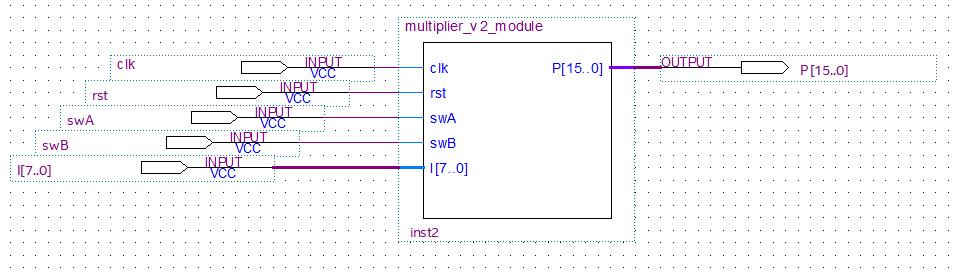 multiplier_v2_module
clk INPUT VCC clk P[15..0] OUTPUT P[15..0]
rst INPUT VCC rst
swA INPUT VCC swA
swB INPUT VCC swB
I[7..0] INPUT VCC I[7..0]
inst2